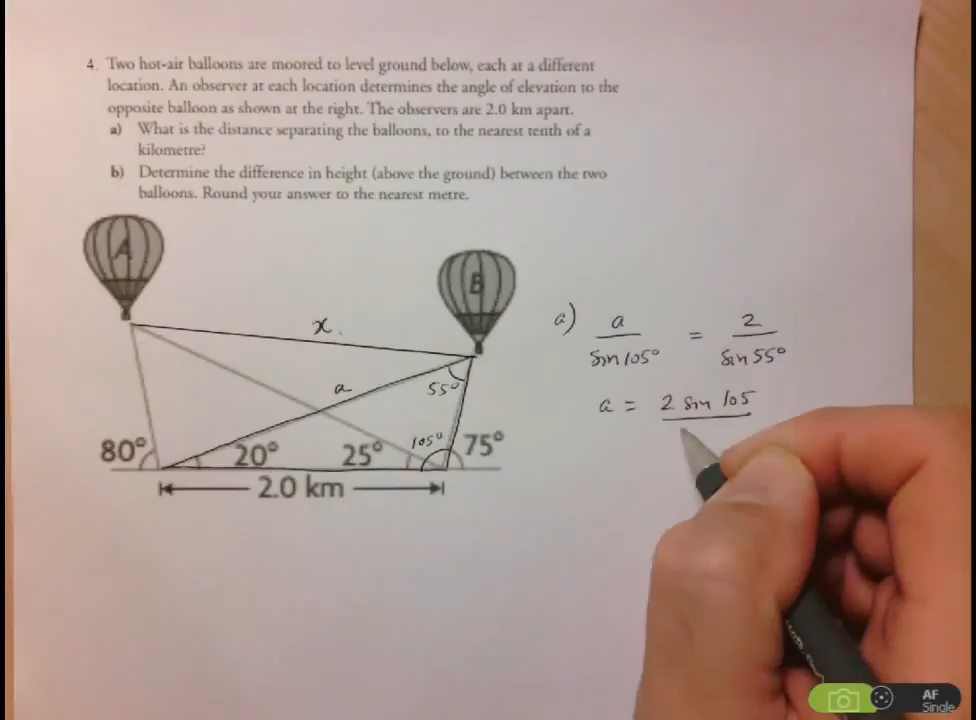 4. Two hot-air balloons are moored to level ground below, each at a different
location. An observer at each location determines the angle of elevation to the
opposite balloon as shown at the right. The observers are 2.0 km apart.
a) What is the distance separating the balloons, to the nearest tenth of a
kilometre?
b) Determine the difference in height (above the ground) between the two
balloons. Round your answer to the nearest metre.
A
B
x.
a
55°
80°
20°
25°
105°
75°
2.0 km
a) a / sin 105° = 2 / sin 55°
a = 2 sin 105
AF
Single